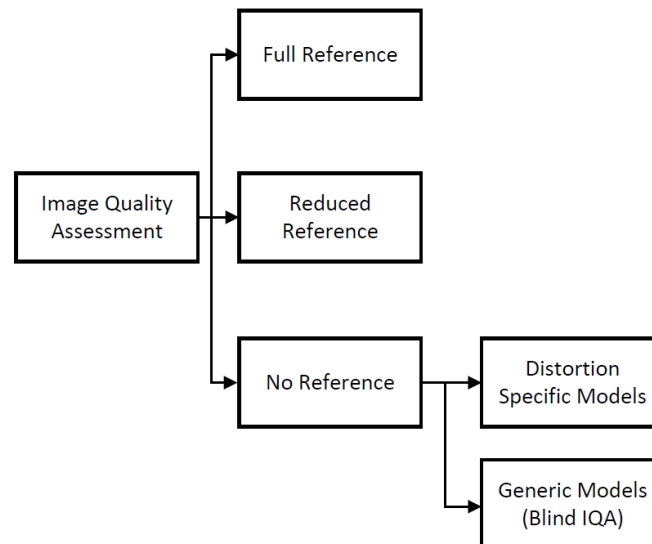 Full Reference
Image Quality
Assessment
Reduced
Reference
No Reference
Distortion
Specific Models
Generic Models
(Blind IQA)